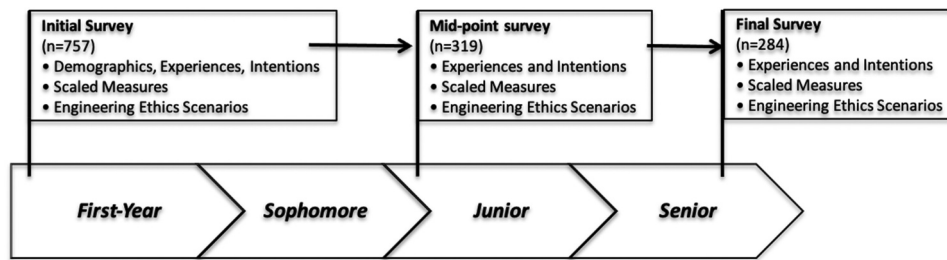 Initial Survey
(n=757)
• Demographics, Experiences, Intentions
• Scaled Measures
• Engineering Ethics Scenarios
Mid-point survey
(n=319)
• Experiences and Intentions
• Scaled Measures
• Engineering Ethics Scenarios
Final Survey
(n=284)
• Experiences and Intentions
• Scaled Measures
• Engineering Ethics Scenarios
First-Year
Sophomore
Junior
Senior